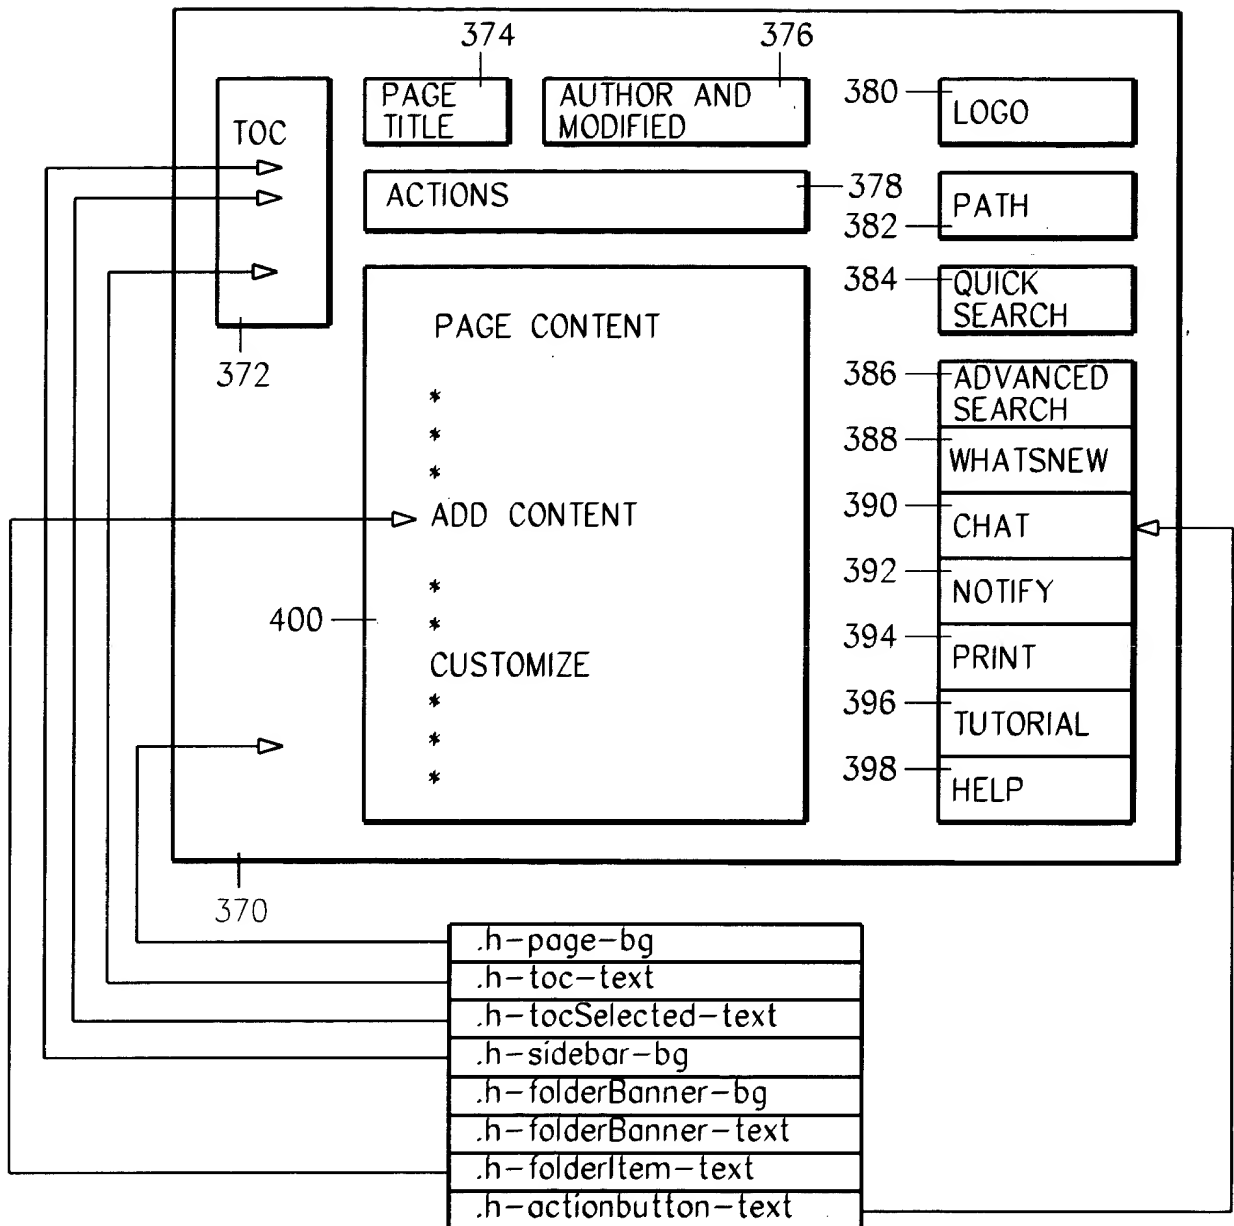 374
376
PAGE
TITLE
AUTHOR AND
MODIFIED
380
LOGO
TOC
ACTIONS
378
382
PATH
384
QUICK
SEARCH
PAGE CONTENT
372
386
ADVANCED
SEARCH
*
*
388
WHATSNEW
*
390
CHAT
ADD CONTENT
392
NOTIFY
*
400
*
394
PRINT
CUSTOMIZE
*
396
TUTORIAL
*
398
HELP
*
370
.h-page-bg
.h-toc-text
.h-tocSelected-text
.h-sidebar-bg
.h-folderBanner-bg
.h-folderBanner-text
.h-folderItem-text
.h-actionbutton-text